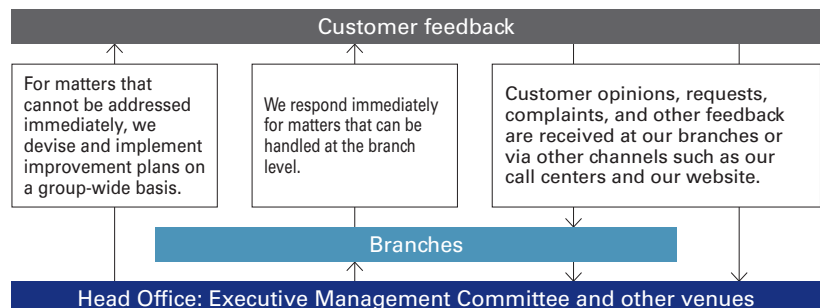 Customer feedback
For matters that
cannot be addressed
immediately, we
devise and implement
improvement plans on
a group-wide basis.
We respond immediately
for matters that can be
handled at the branch
level.
Customer opinions, requests,
complaints, and other feedback
are received at our branches or
via other channels such as our
call centers and our website.
Branches
Head Office: Executive Management Committee and other venues